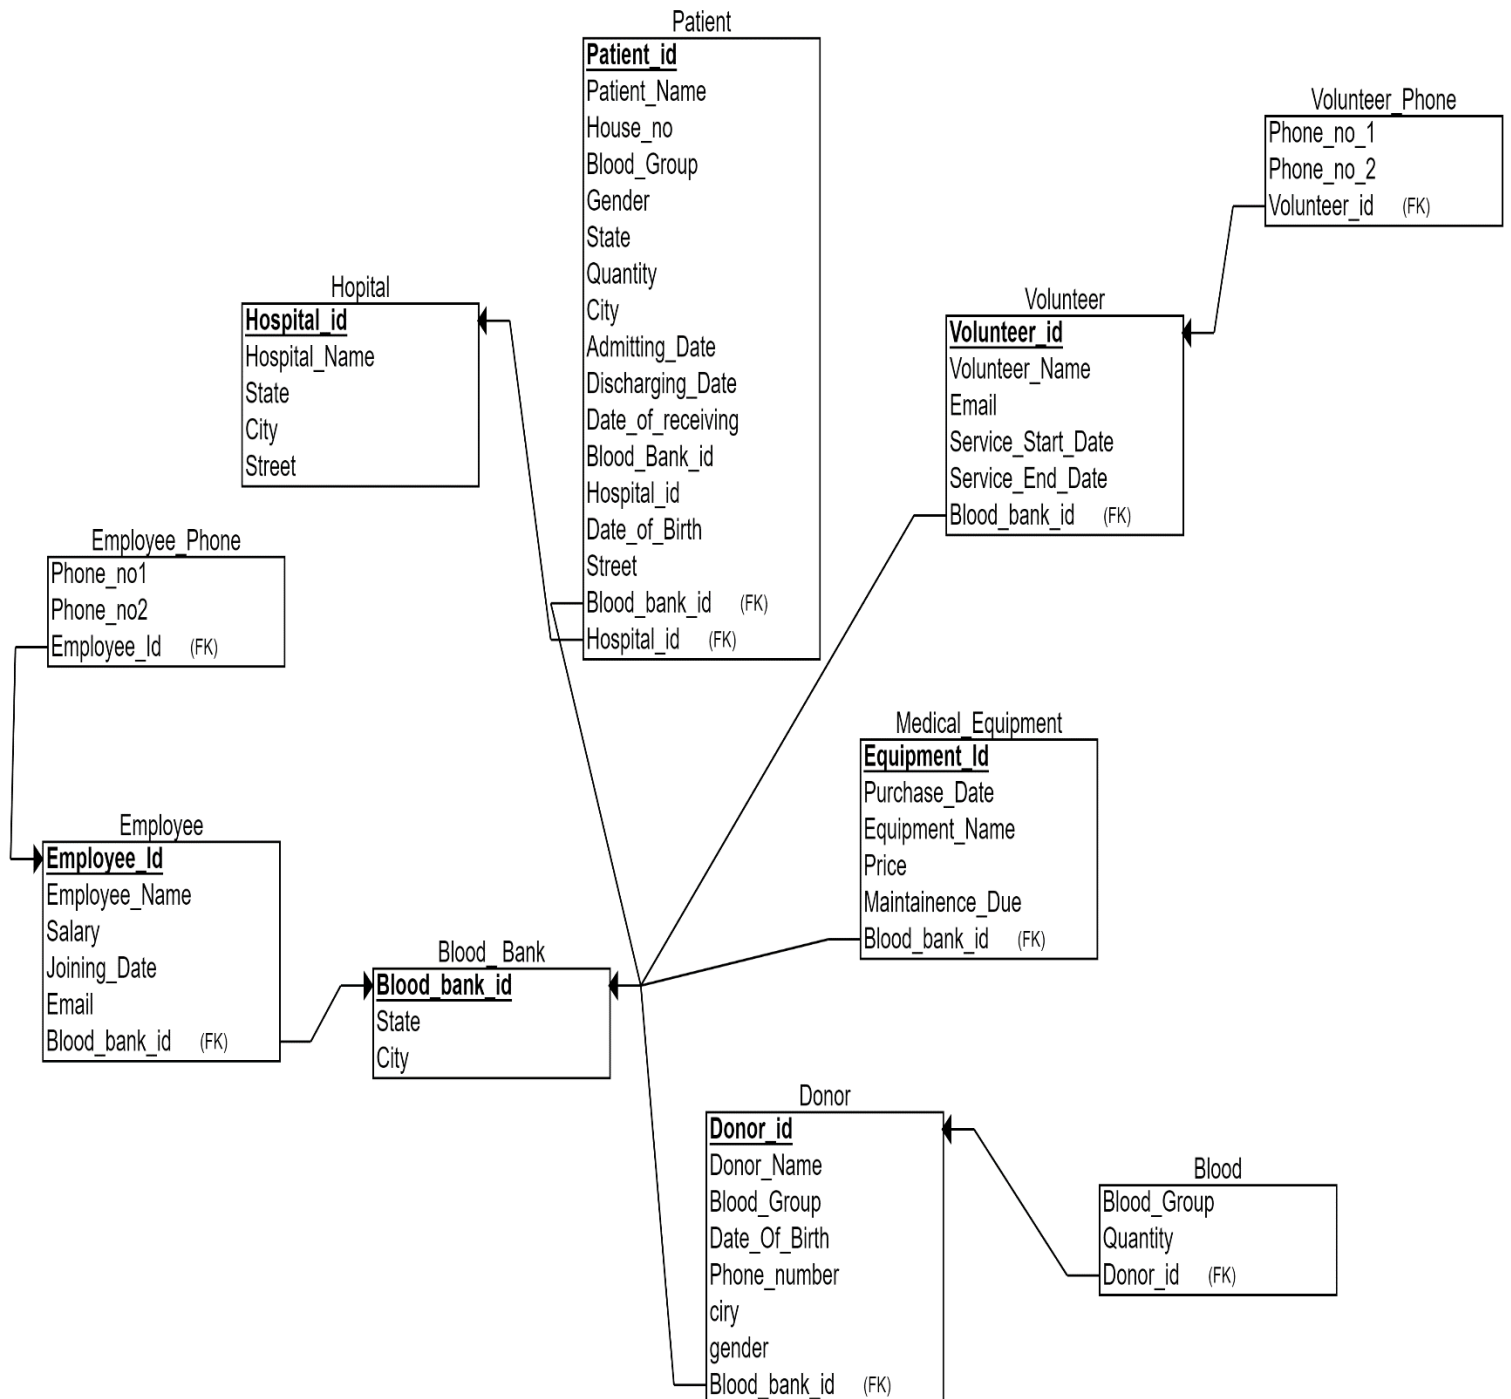 Patient
Patient_id
Patient_Name
House_no
Blood_Group
Gender
State
Quantity
City
Admitting_Date
Discharging_Date
Date_of_receiving
Blood_Bank_id
Hospital_id
Date_of_Birth
Street
Blood_bank_id (FK)
Hospital_id (FK)
Volunteer_Phone
Phone_no_1
Phone_no_2
Volunteer_id (FK)
Hopital
Hospital_id
Hospital_Name
State
City
Street
Volunteer
Volunteer_id
Volunteer_Name
Email
Service_Start_Date
Service_End_Date
Blood_bank_id (FK)
Employee_Phone
Phone_no1
Phone_no2
Employee_Id (FK)
Medical_Equipment
Equipment_Id
Purchase_Date
Equipment_Name
Price
Maintainence_Due
Blood_bank_id (FK)
Employee
Employee_Id
Employee_Name
Salary
Joining_Date
Email
Blood_bank_id (FK)
Blood_ Bank
Blood_bank_id
State
City
Donor
Donor_id
Donor_Name
Blood_Group
Date_Of_Birth
Phone_number
ciry
gender
Blood_bank_id (FK)
Blood
Blood_Group
Quantity
Donor_id (FK)